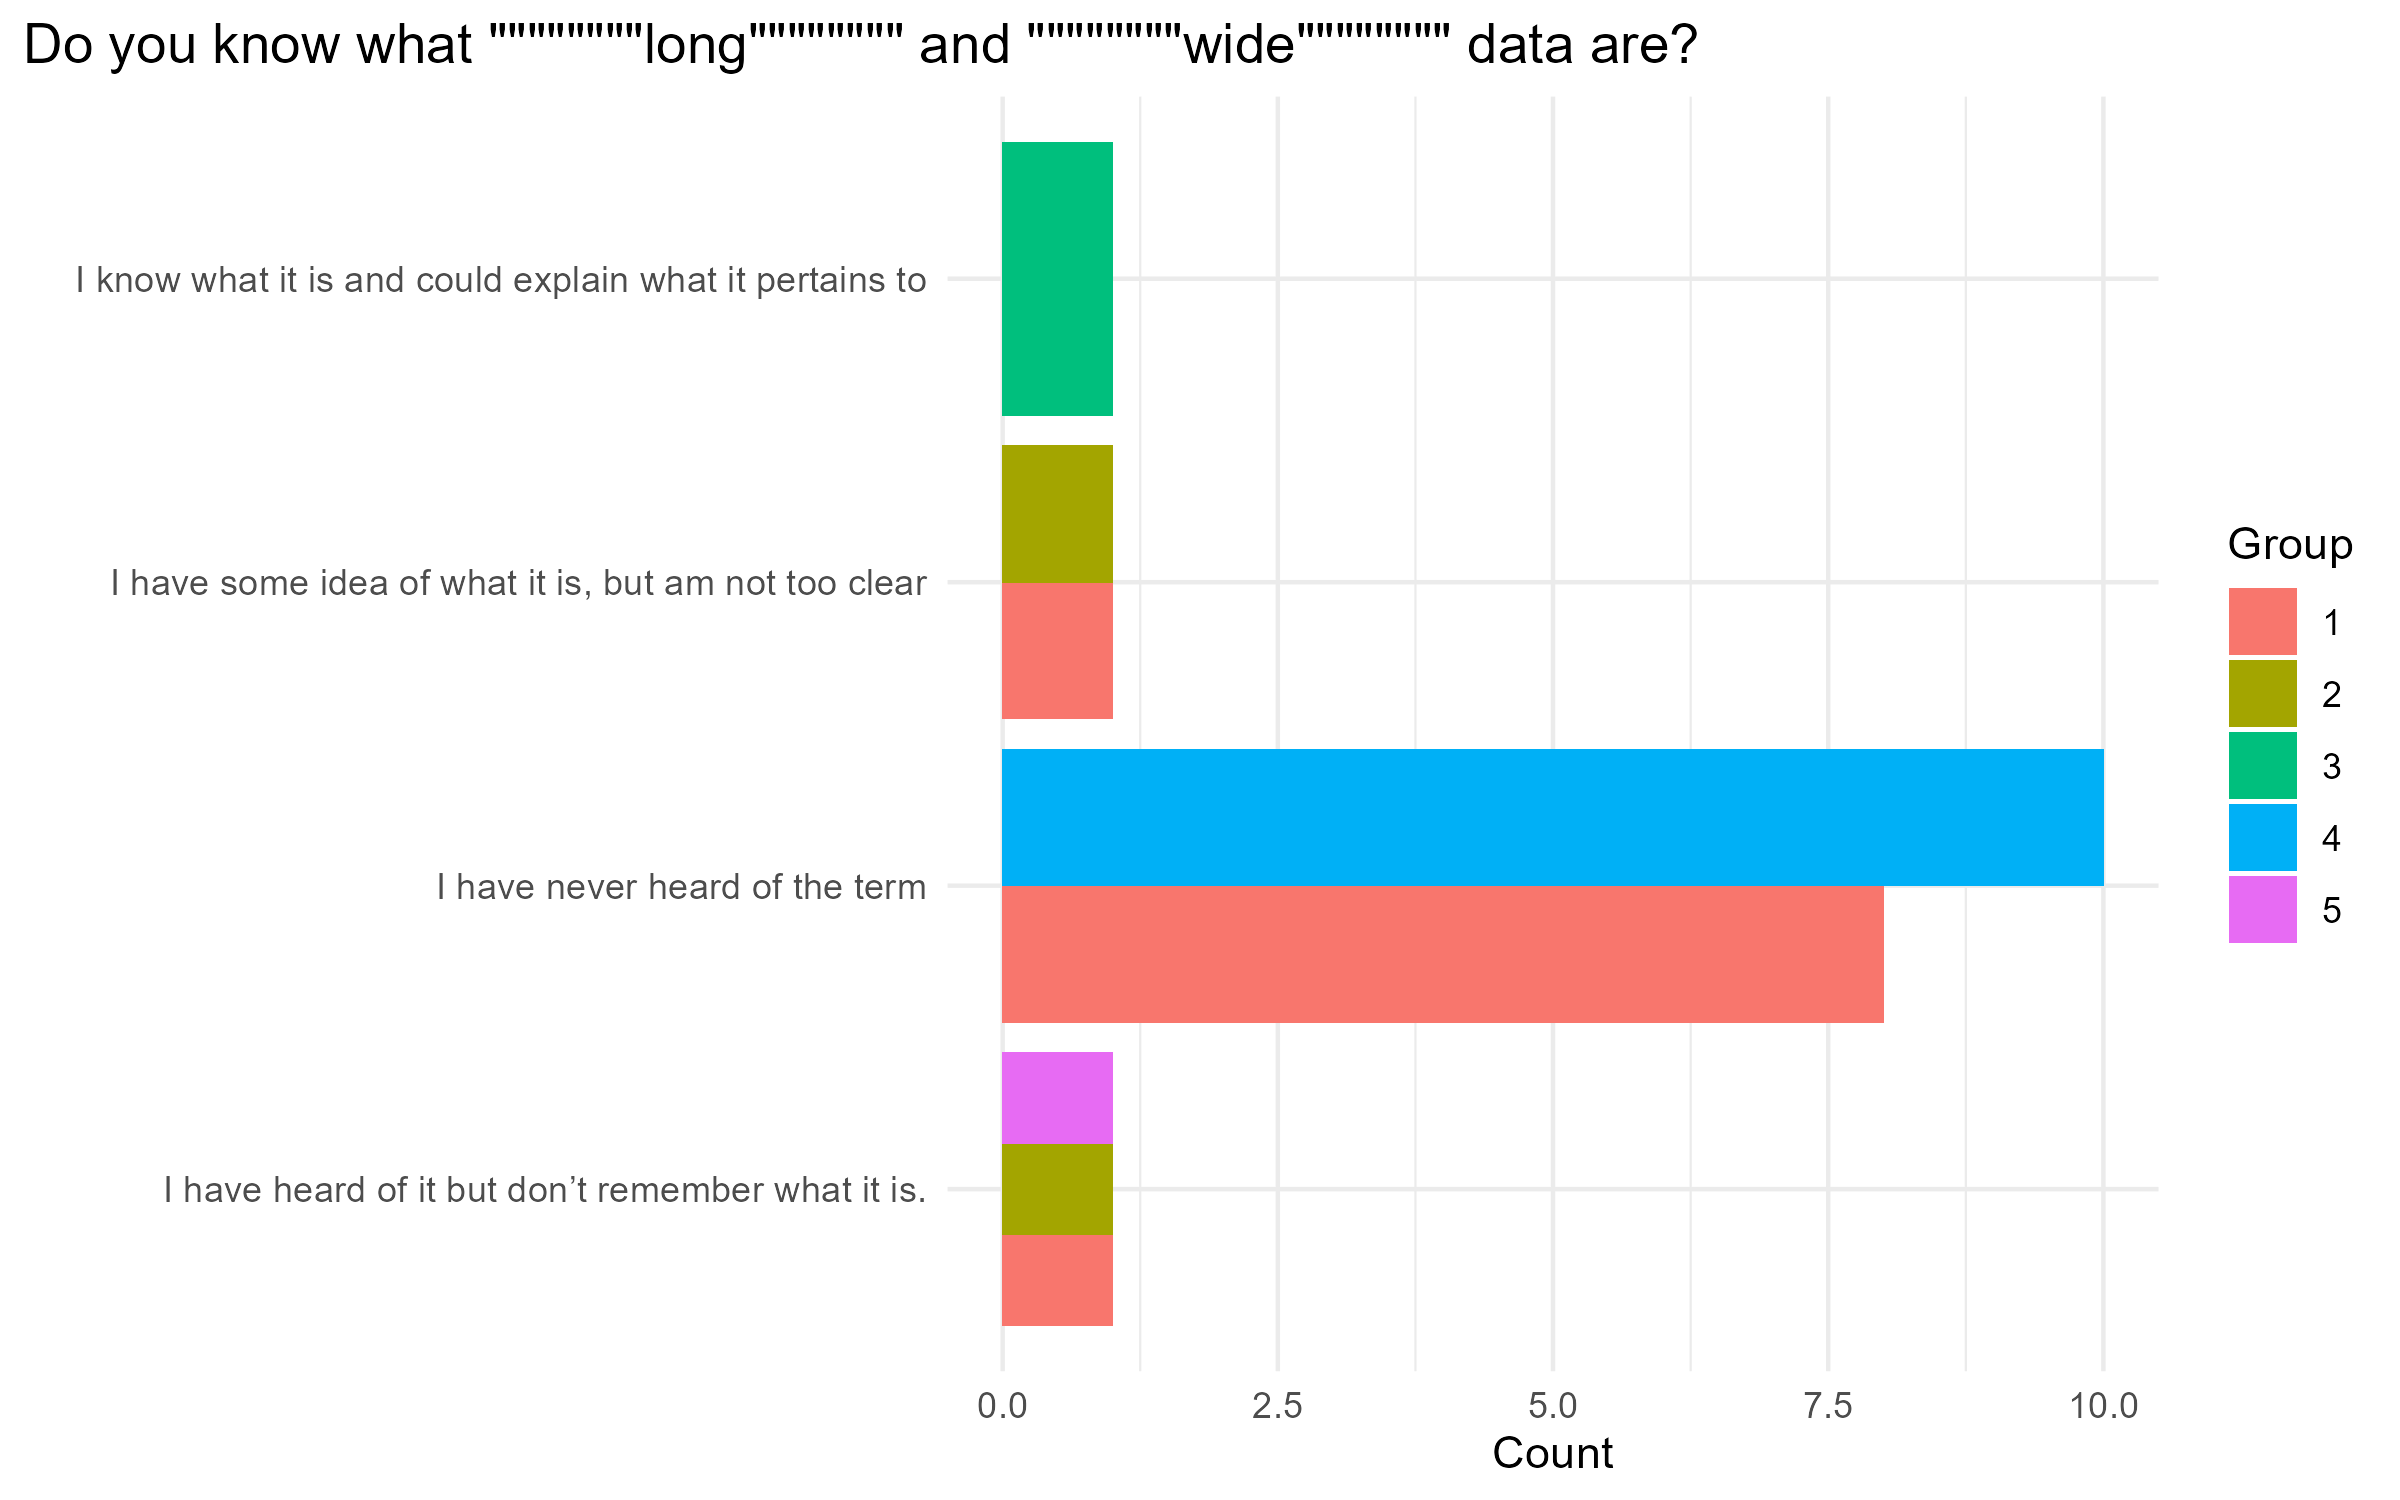 Do you know what """"""""long"""""""" and """"""""wide"""""""" data are?
I know what it is and could explain what it pertains to
I have some idea of what it is, but am not too clear
I have never heard of the term
I have heard of it but don’t remember what it is.
0.0 2.5 5.0 7.5 10.0
Count
Group
1
2
3
4
5